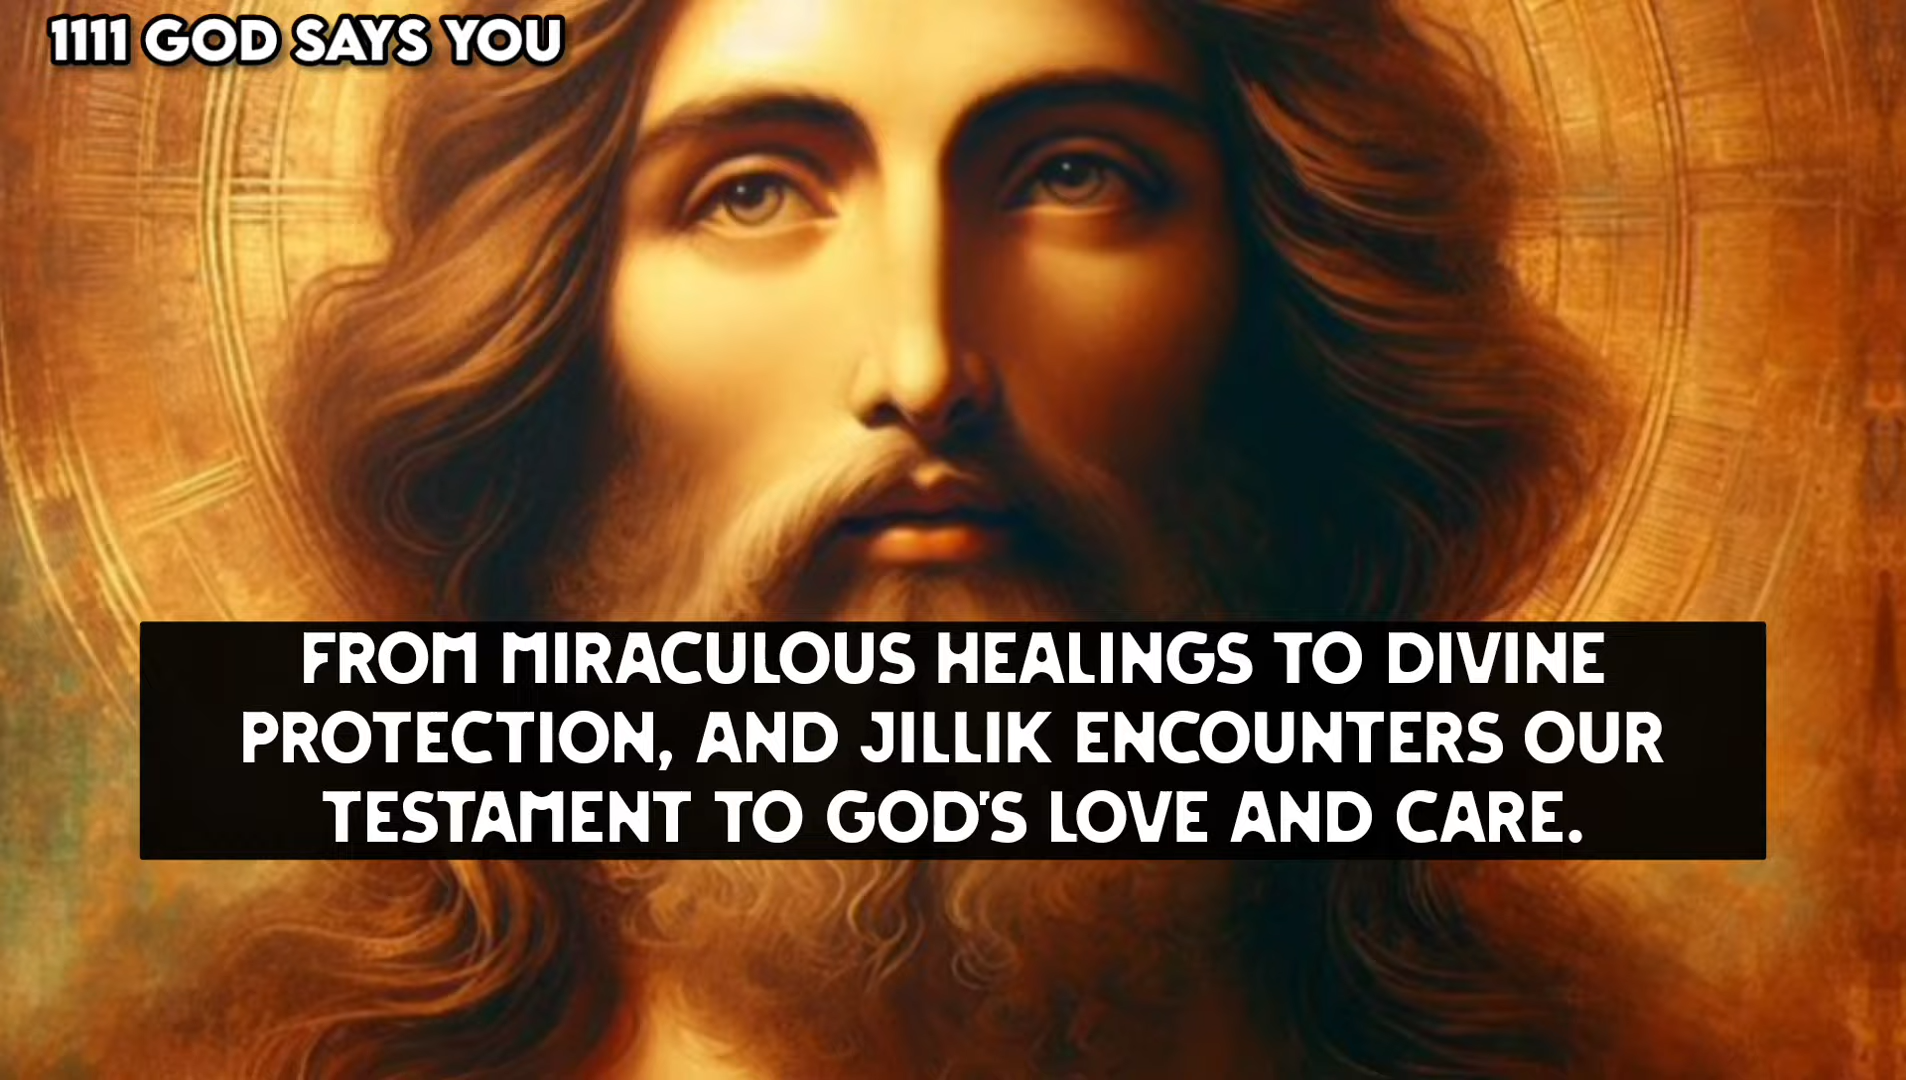 1111 GOD SAYS YOU
FROM MIRACULOUS HEALINGS TO DIVINE
PROTECTION, AND JILLIK ENCOUNTERS OUR
TESTAMENT TO GOD'S LOVE AND CARE.